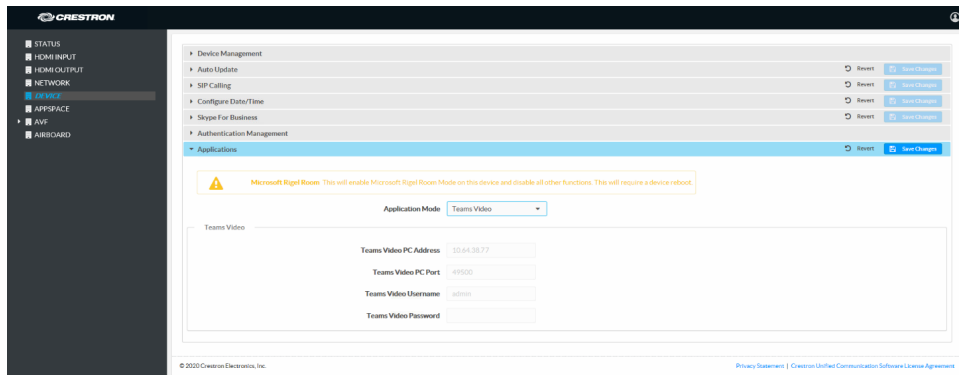 CRESTRON
STATUS
HDMI INPUT
HDMI OUTPUT
NETWORK
DEVICE
APPSPACE
AVF
AIRBOARD
Device Management
Auto Update Revert Save Changes
SIP Calling Revert Save Changes
Configure Date/Time Revert Save Changes
Skype For Business Revert Save Changes
Authentication Management
Applications Revert Save Changes
Microsoft Rigel Room This will enable Microsoft Rigel Room Mode on this device and disable all other functions. This will require a device reboot.
Application Mode Teams Video
Teams Video
Teams Video PC Address 10.64.38.77
Teams Video PC Port 49500
Teams Video Username admin
Teams Video Password
© 2020 Crestron Electronics, Inc. Privacy Statement | Crestron Unified Communication Software License Agreement